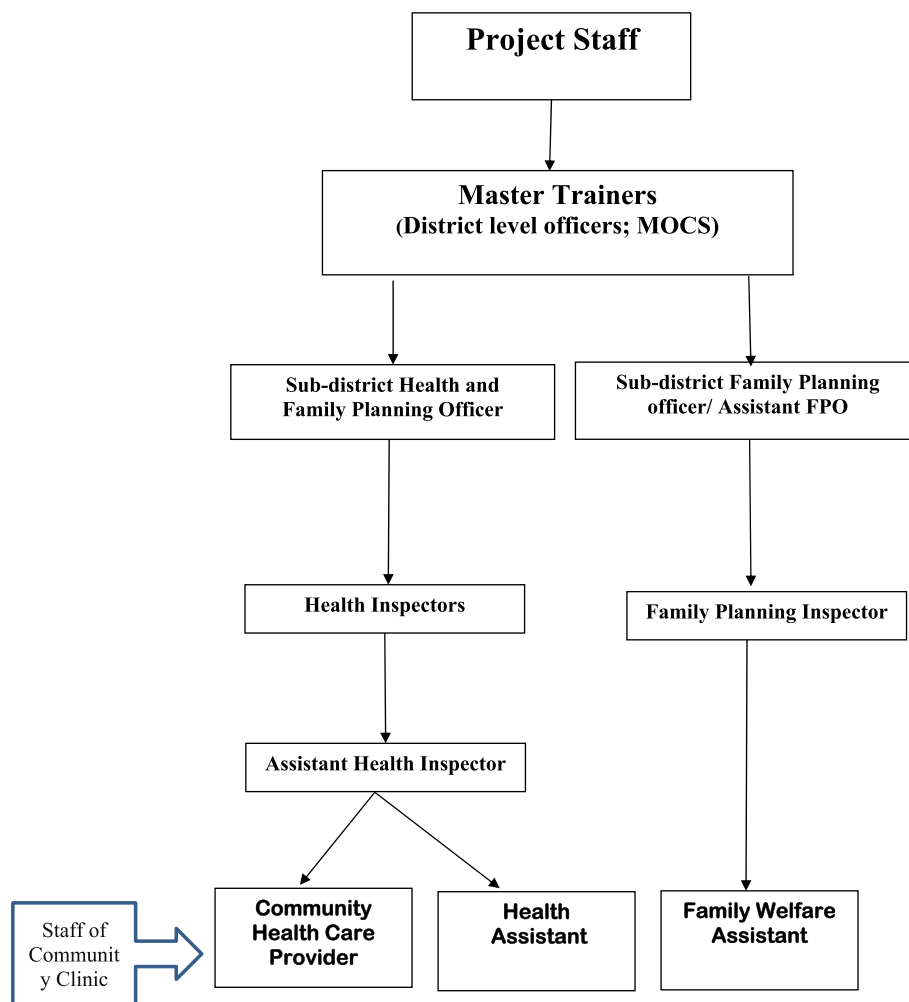 Project Staff
Master Trainers
(District level officers; MOCS)
Sub-district Health and
Family Planning Officer
Sub-district Family Planning
officer/ Assistant FPO
Health Inspectors
Family Planning Inspector
Assistant Health Inspector
Staff of
Communit
y Clinic
Community
Health Care
Provider
Health
Assistant
Family Welfare
Assistant